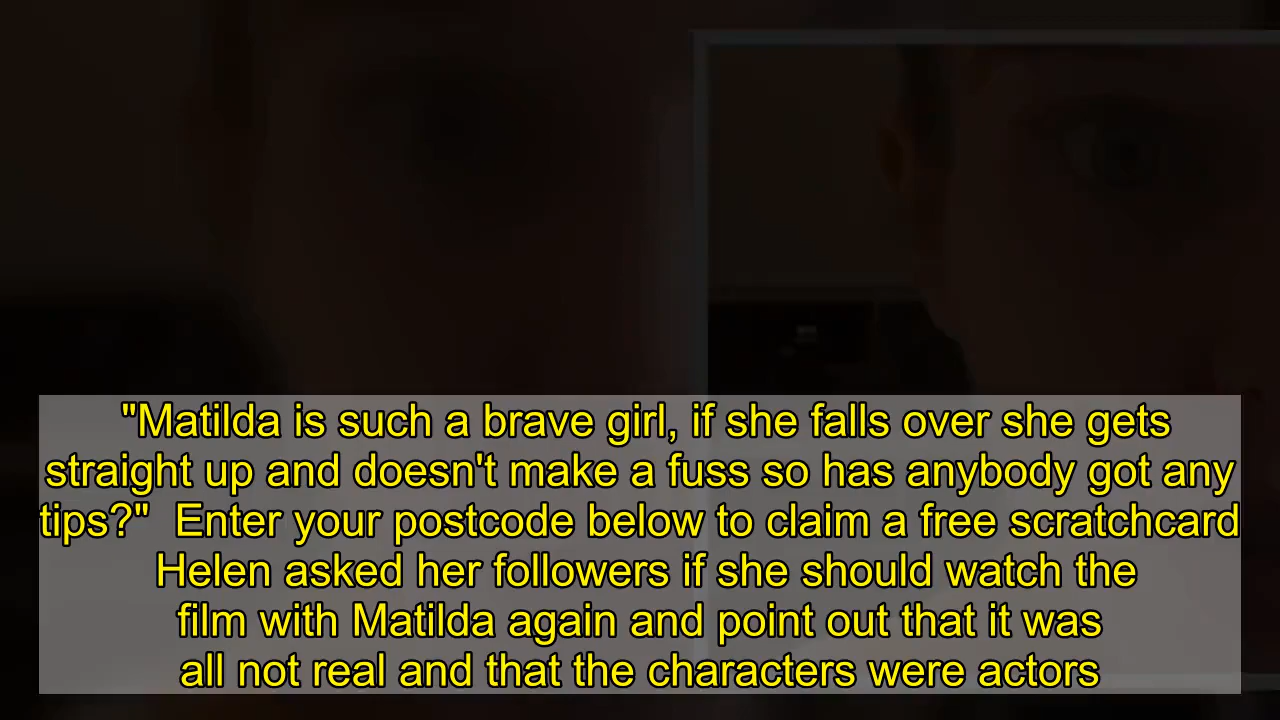 "Matilda is such a brave girl, if she falls over she gets
straight up and doesn't make a fuss so has anybody got any
tips?"  Enter your postcode below to claim a free scratchcard
Helen asked her followers if she should watch the
film with Matilda again and point out that it was
all not real and that the characters were actors